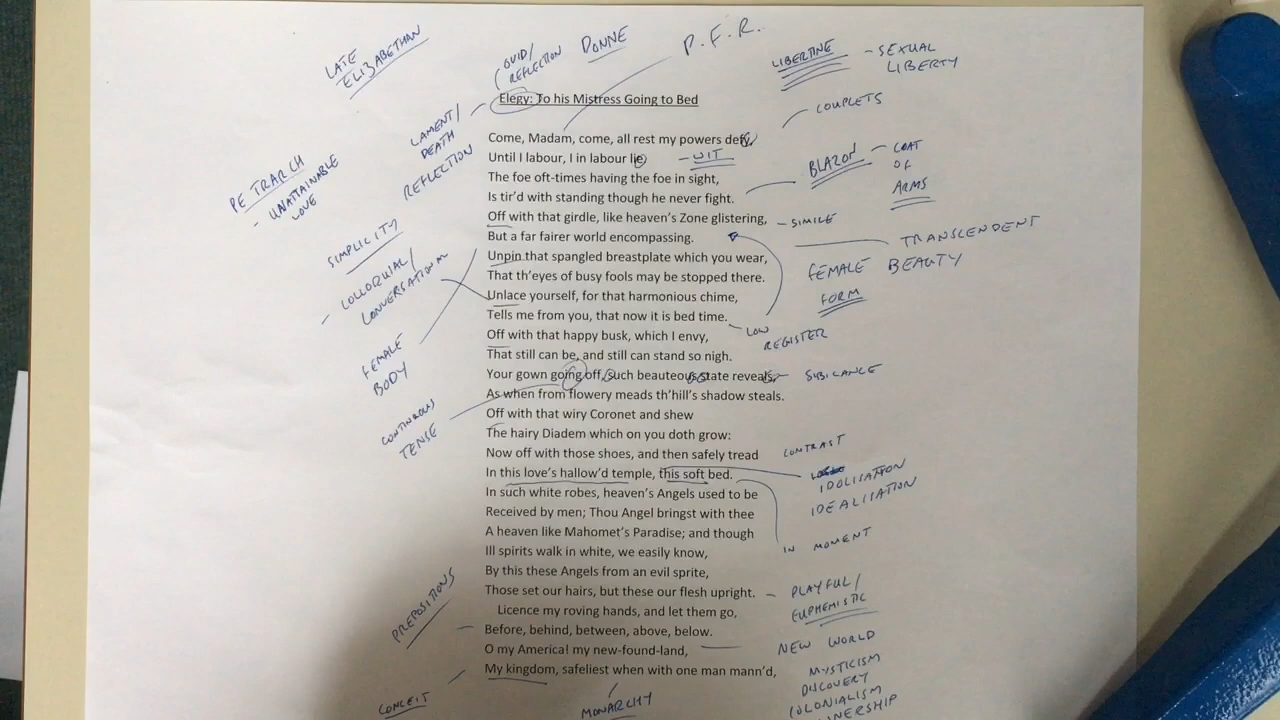 LATE
ELIZABETHAN
OVID/
REFLECTION
DONNE
P.F.R.
LIBERTINE - SEXUAL
LIBERTY
Elegy: To his Mistress Going to Bed
COUPLETS
LAMENT/
DEATH
REFLECTION
PETRARCH
- UNATTAINABLE
LOVE
Come, Madam, come, all rest my powers defy,
Until I labour, I in labour lie. - WIT
The foe oft-times having the foe in sight,
Is tir'd with standing though he never fight.
BLAZON - COAT
OF
ARMS
Off with that girdle, like heaven's Zone glistering, - SIMILE
But a far fairer world encompassing.
TRANSCENDENT
BEAUTY
SIMPLICITY
Unpin that spangled breastplate which you wear,
That th'eyes of busy fools may be stopped there.
FEMALE
FORM
COLLOQUIAL/
- CONVERSATIONAL
Unlace yourself, for that harmonious chime,
Tells me from you, that now it is bed time. - LOW
REGISTER
Off with that happy busk, which I envy,
That still can be, and still can stand so nigh.
FEMALE
BODY
Your gown going off, such beauteous state reveals, - SIBILANCE
As when from flowery meads th'hill's shadow steals.
CONTINUOUS
TENSE
Off with that wiry Coronet and shew
The hairy Diadem which on you doth grow:
Now off with those shoes, and then safely tread
CONTRAST
In this love's hallow'd temple, this soft bed.
IDOLISATION
IDEALISATION
In such white robes, heaven's Angels used to be
Received by men; Thou Angel bringst with thee
A heaven like Mahomet's Paradise; and though
IN MOMENT
Ill spirits walk in white, we easily know,
By this these Angels from an evil sprite,
Those set our hairs, but these our flesh upright. - PLAYFUL/
EUPHEMISTIC
PREPOSITIONS
Licence my roving hands, and let them go,
Before, behind, between, above, below.
O my America! my new-found-land,
NEW WORLD
My kingdom, safeliest when with one man mann'd,
MYSTICISM
DISCOVERY
COLONIALISM
CONCEIT
MONARCHY